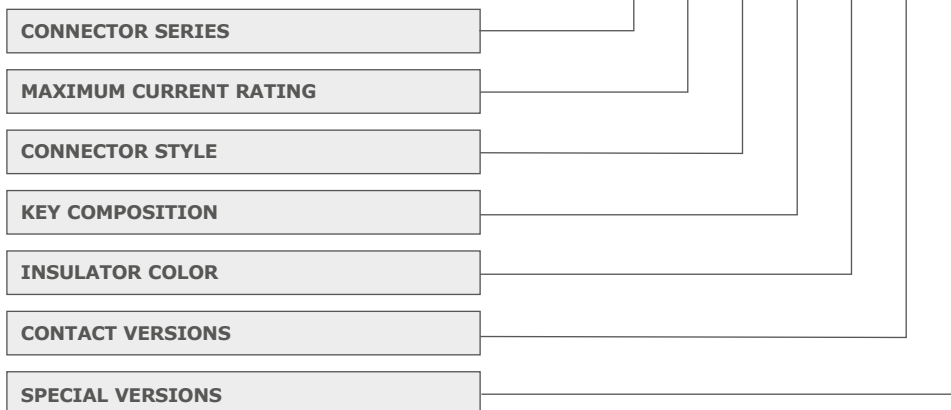 CONNECTOR SERIES
MAXIMUM CURRENT RATING
CONNECTOR STYLE
KEY COMPOSITION
INSULATOR COLOR
CONTACT VERSIONS
SPECIAL VERSIONS